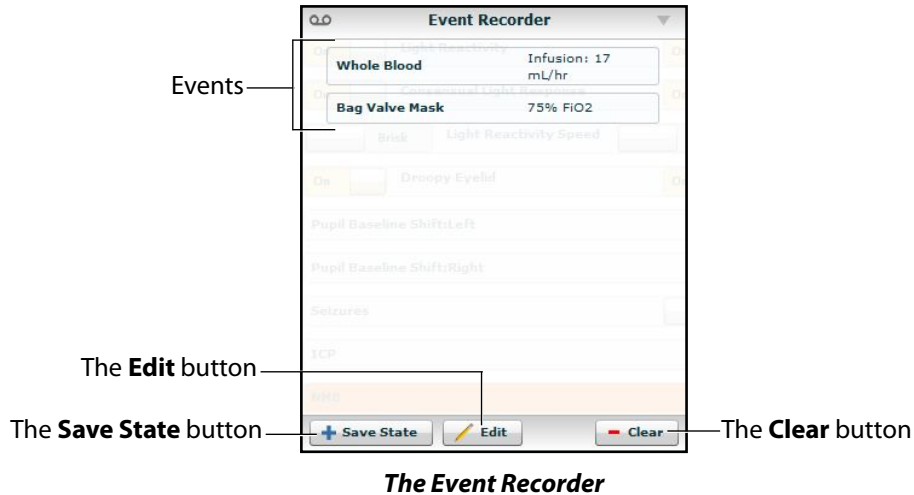 Event Recorder
Events
Light Reactivity
On
Whole Blood Infusion: 17
mL/hr
Consensual Light Response
Bag Valve Mask 75% FiO2
Brisk Light Reactivity Speed
On Droopy Eyelid
Pupil Baseline Shift:Left
Pupil Baseline Shift:Right
Seizures
ICP
NMB
The Edit button
The Save State button
Save State Edit Clear
The Clear button
The Event Recorder